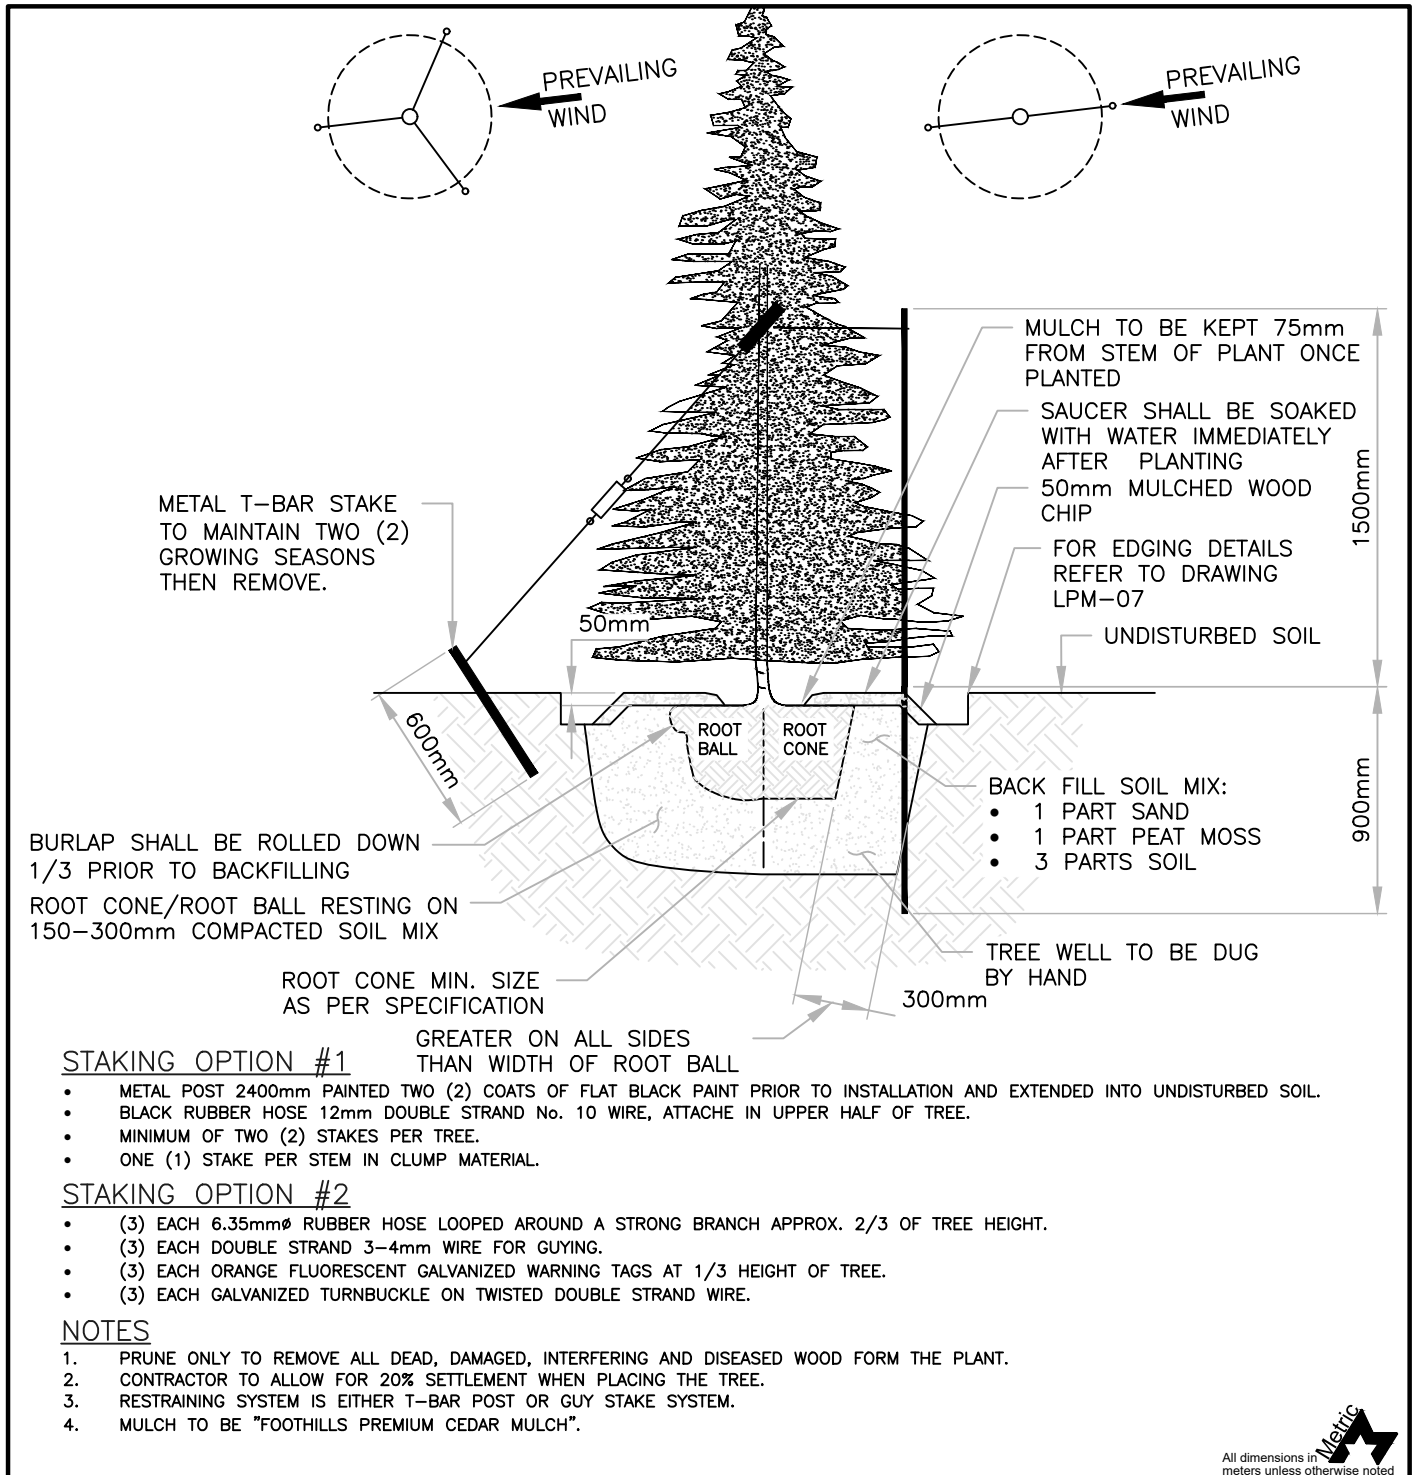 PREVAILING
WIND
PREVAILING
WIND
MULCH TO BE KEPT 75mm
FROM STEM OF PLANT ONCE
PLANTED
SAUCER SHALL BE SOAKED
WITH WATER IMMEDIATELY
AFTER PLANTING
50mm MULCHED WOOD
CHIP
FOR EDGING DETAILS
REFER TO DRAWING
LPM-07
UNDISTURBED SOIL
1500mm
METAL T-BAR STAKE
TO MAINTAIN TWO (2)
GROWING SEASONS
THEN REMOVE.
50mm
600mm
ROOT
BALL
ROOT
CONE
900mm
BACK FILL SOIL MIX:
• 1 PART SAND
• 1 PART PEAT MOSS
• 3 PARTS SOIL
BURLAP SHALL BE ROLLED DOWN
1/3 PRIOR TO BACKFILLING
ROOT CONE/ROOT BALL RESTING ON
150-300mm COMPACTED SOIL MIX
TREE WELL TO BE DUG
BY HAND
ROOT CONE MIN. SIZE
AS PER SPECIFICATION
300mm
GREATER ON ALL SIDES
THAN WIDTH OF ROOT BALL
STAKING OPTION #1
• METAL POST 2400mm PAINTED TWO (2) COATS OF FLAT BLACK PAINT PRIOR TO INSTALLATION AND EXTENDED INTO UNDISTURBED SOIL.
• BLACK RUBBER HOSE 12mm DOUBLE STRAND No. 10 WIRE, ATTACHE IN UPPER HALF OF TREE.
• MINIMUM OF TWO (2) STAKES PER TREE.
• ONE (1) STAKE PER STEM IN CLUMP MATERIAL.
STAKING OPTION #2
• (3) EACH 6.35mmø RUBBER HOSE LOOPED AROUND A STRONG BRANCH APPROX. 2/3 OF TREE HEIGHT.
• (3) EACH DOUBLE STRAND 3-4mm WIRE FOR GUYING.
• (3) EACH ORANGE FLUORESCENT GALVANIZED WARNING TAGS AT 1/3 HEIGHT OF TREE.
• (3) EACH GALVANIZED TURNBUCKLE ON TWISTED DOUBLE STRAND WIRE.
NOTES
1. PRUNE ONLY TO REMOVE ALL DEAD, DAMAGED, INTERFERING AND DISEASED WOOD FORM THE PLANT.
2. CONTRACTOR TO ALLOW FOR 20% SETTLEMENT WHEN PLACING THE TREE.
3. RESTRAINING SYSTEM IS EITHER T-BAR POST OR GUY STAKE SYSTEM.
4. MULCH TO BE "FOOTHILLS PREMIUM CEDAR MULCH".
Metric
All dimensions in
meters unless otherwise noted